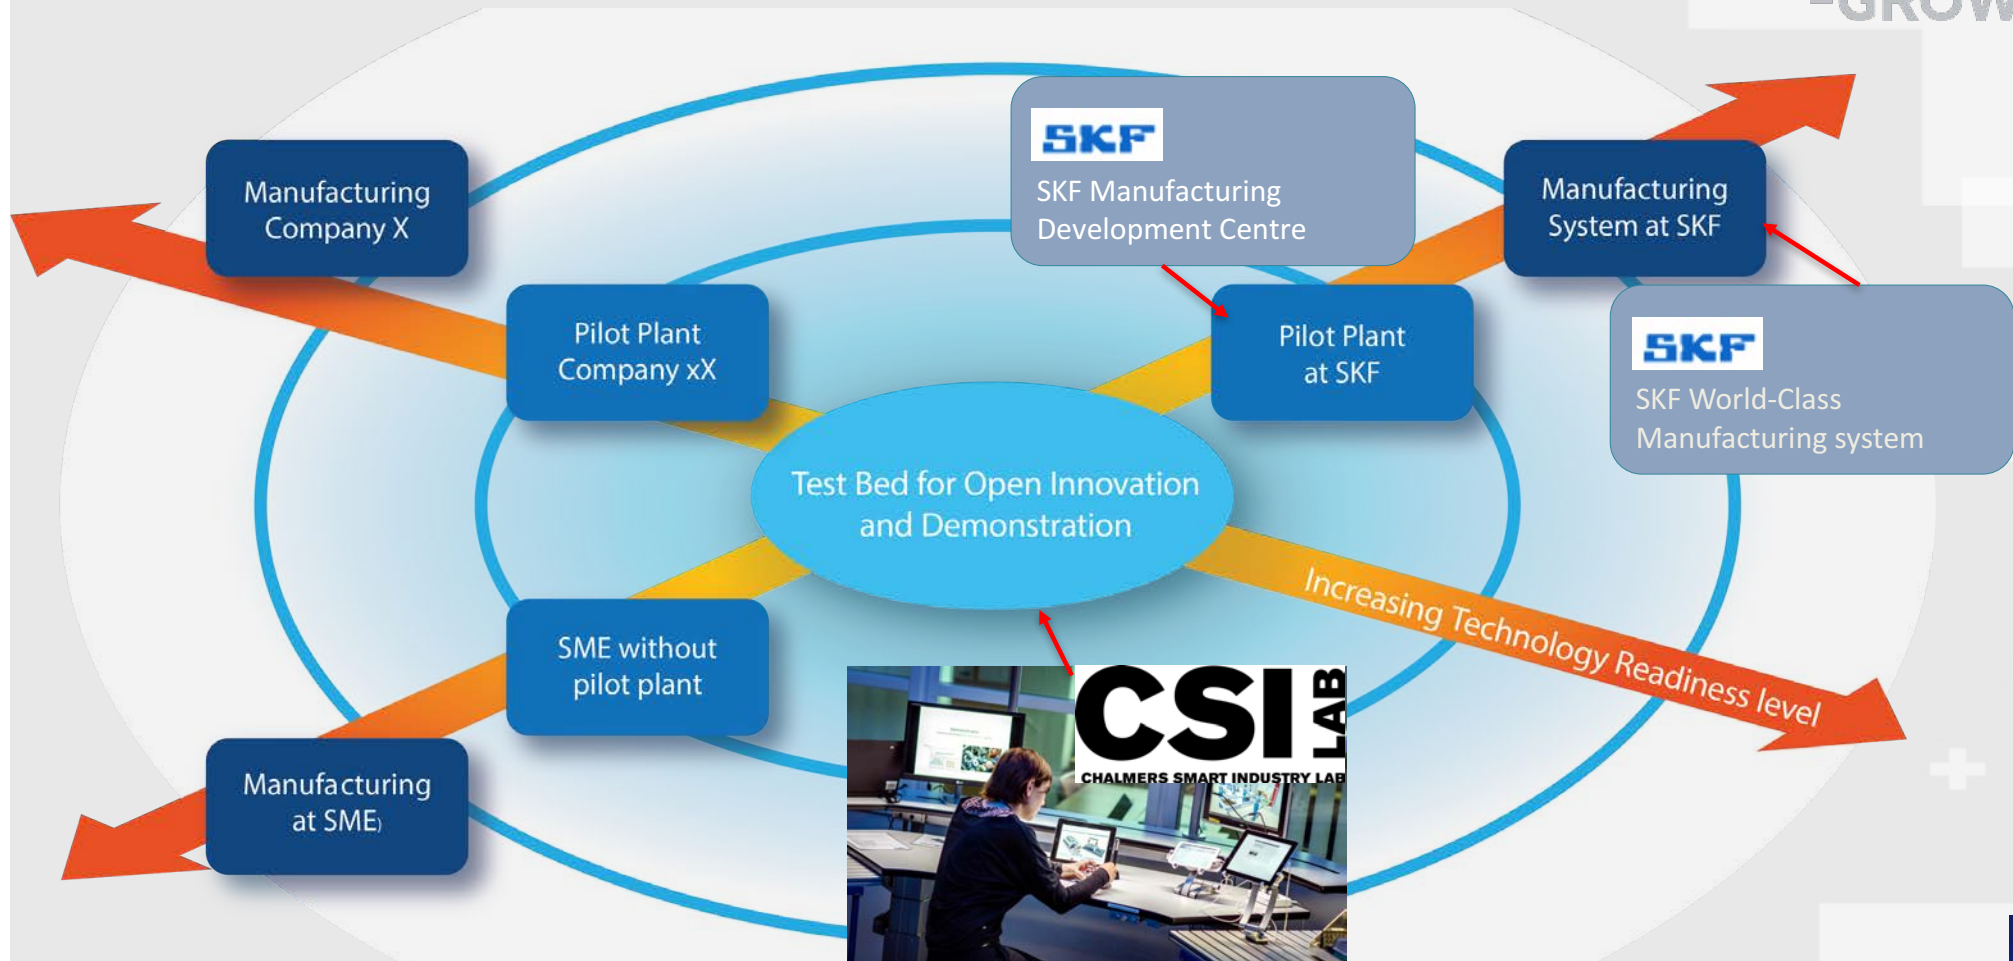 -GROW
SKF
SKF Manufacturing
Development Centre
Manufacturing
Company X
Manufacturing
System at SKF
Pilot Plant
Company xX
Pilot Plant
at SKF
SKF
SKF World-Class
Manufacturing system
Test Bed for Open Innovation
and Demonstration
Increasing Technology Readiness level
SME without
pilot plant
CSI LAB
CHALMERS SMART INDUSTRY LAB
Manufacturing
at SME)